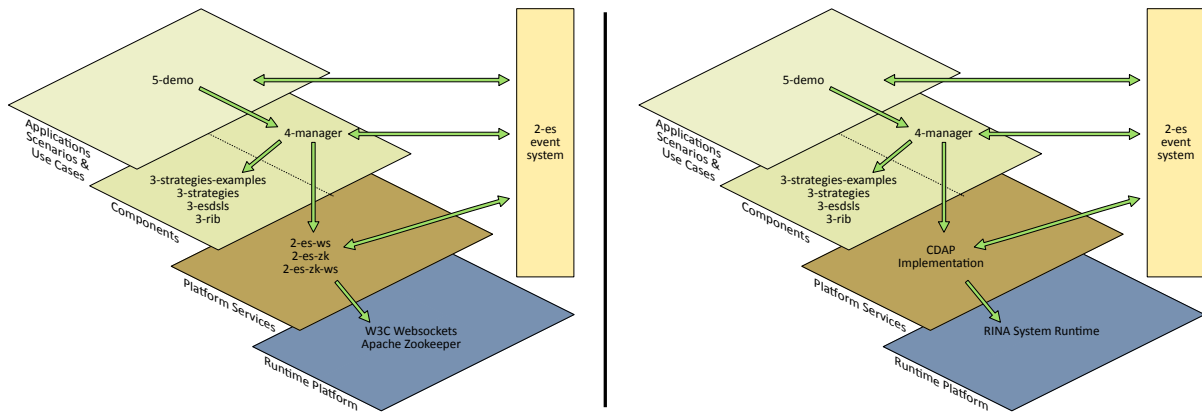 5-demo
2-es
event
system
4-manager
Applications
Scenarios &
Use Cases
3-strategies-examples
3-strategies
3-esdsls
3-rib
Components
2-es-ws
2-es-zk
2-es-zk-ws
Platform Services
W3C Websockets
Apache Zookeeper
Runtime Platform
5-demo
2-es
event
system
4-manager
Applications
Scenarios &
Use Cases
3-strategies-examples
3-strategies
3-esdsls
3-rib
Components
CDAP
Implementation
Platform Services
RINA System Runtime
Runtime Platform